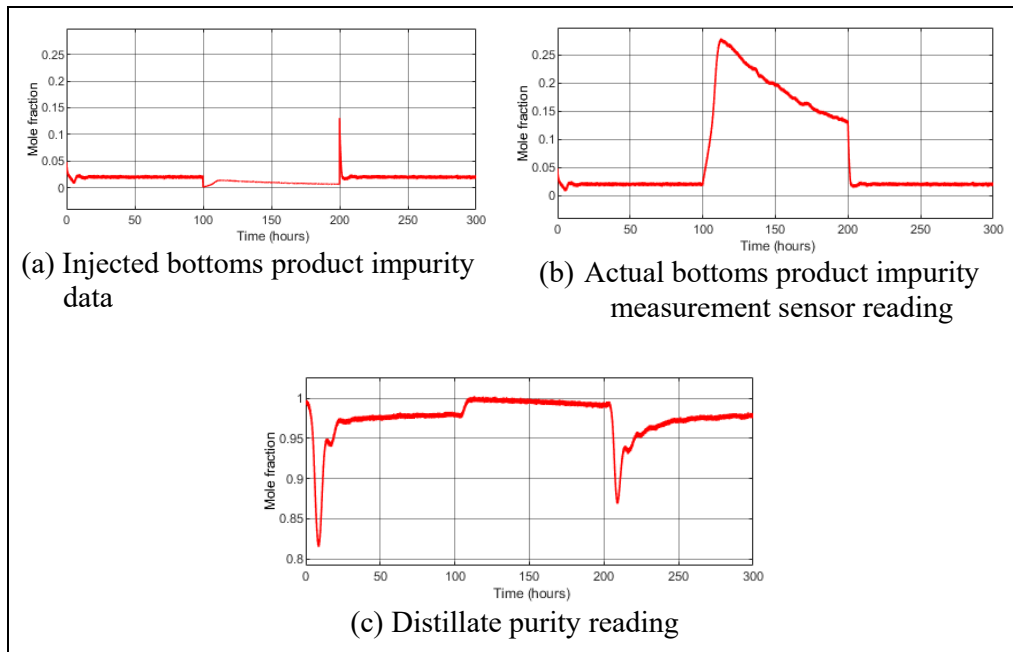 0.25
0.2
0.15
0.1
0.05
0
Mole fraction
0 50 100 150 200 250 300
Time (hours)
(a) Injected bottoms product impurity
data
0.25
0.2
0.15
0.1
0.05
0
Mole fraction
0 50 100 150 200 250 300
Time (hours)
(b) Actual bottoms product impurity
measurement sensor reading
1
0.95
0.9
0.85
0.8
Mole fraction
0 50 100 150 200 250 300
Time (hours)
(c) Distillate purity reading